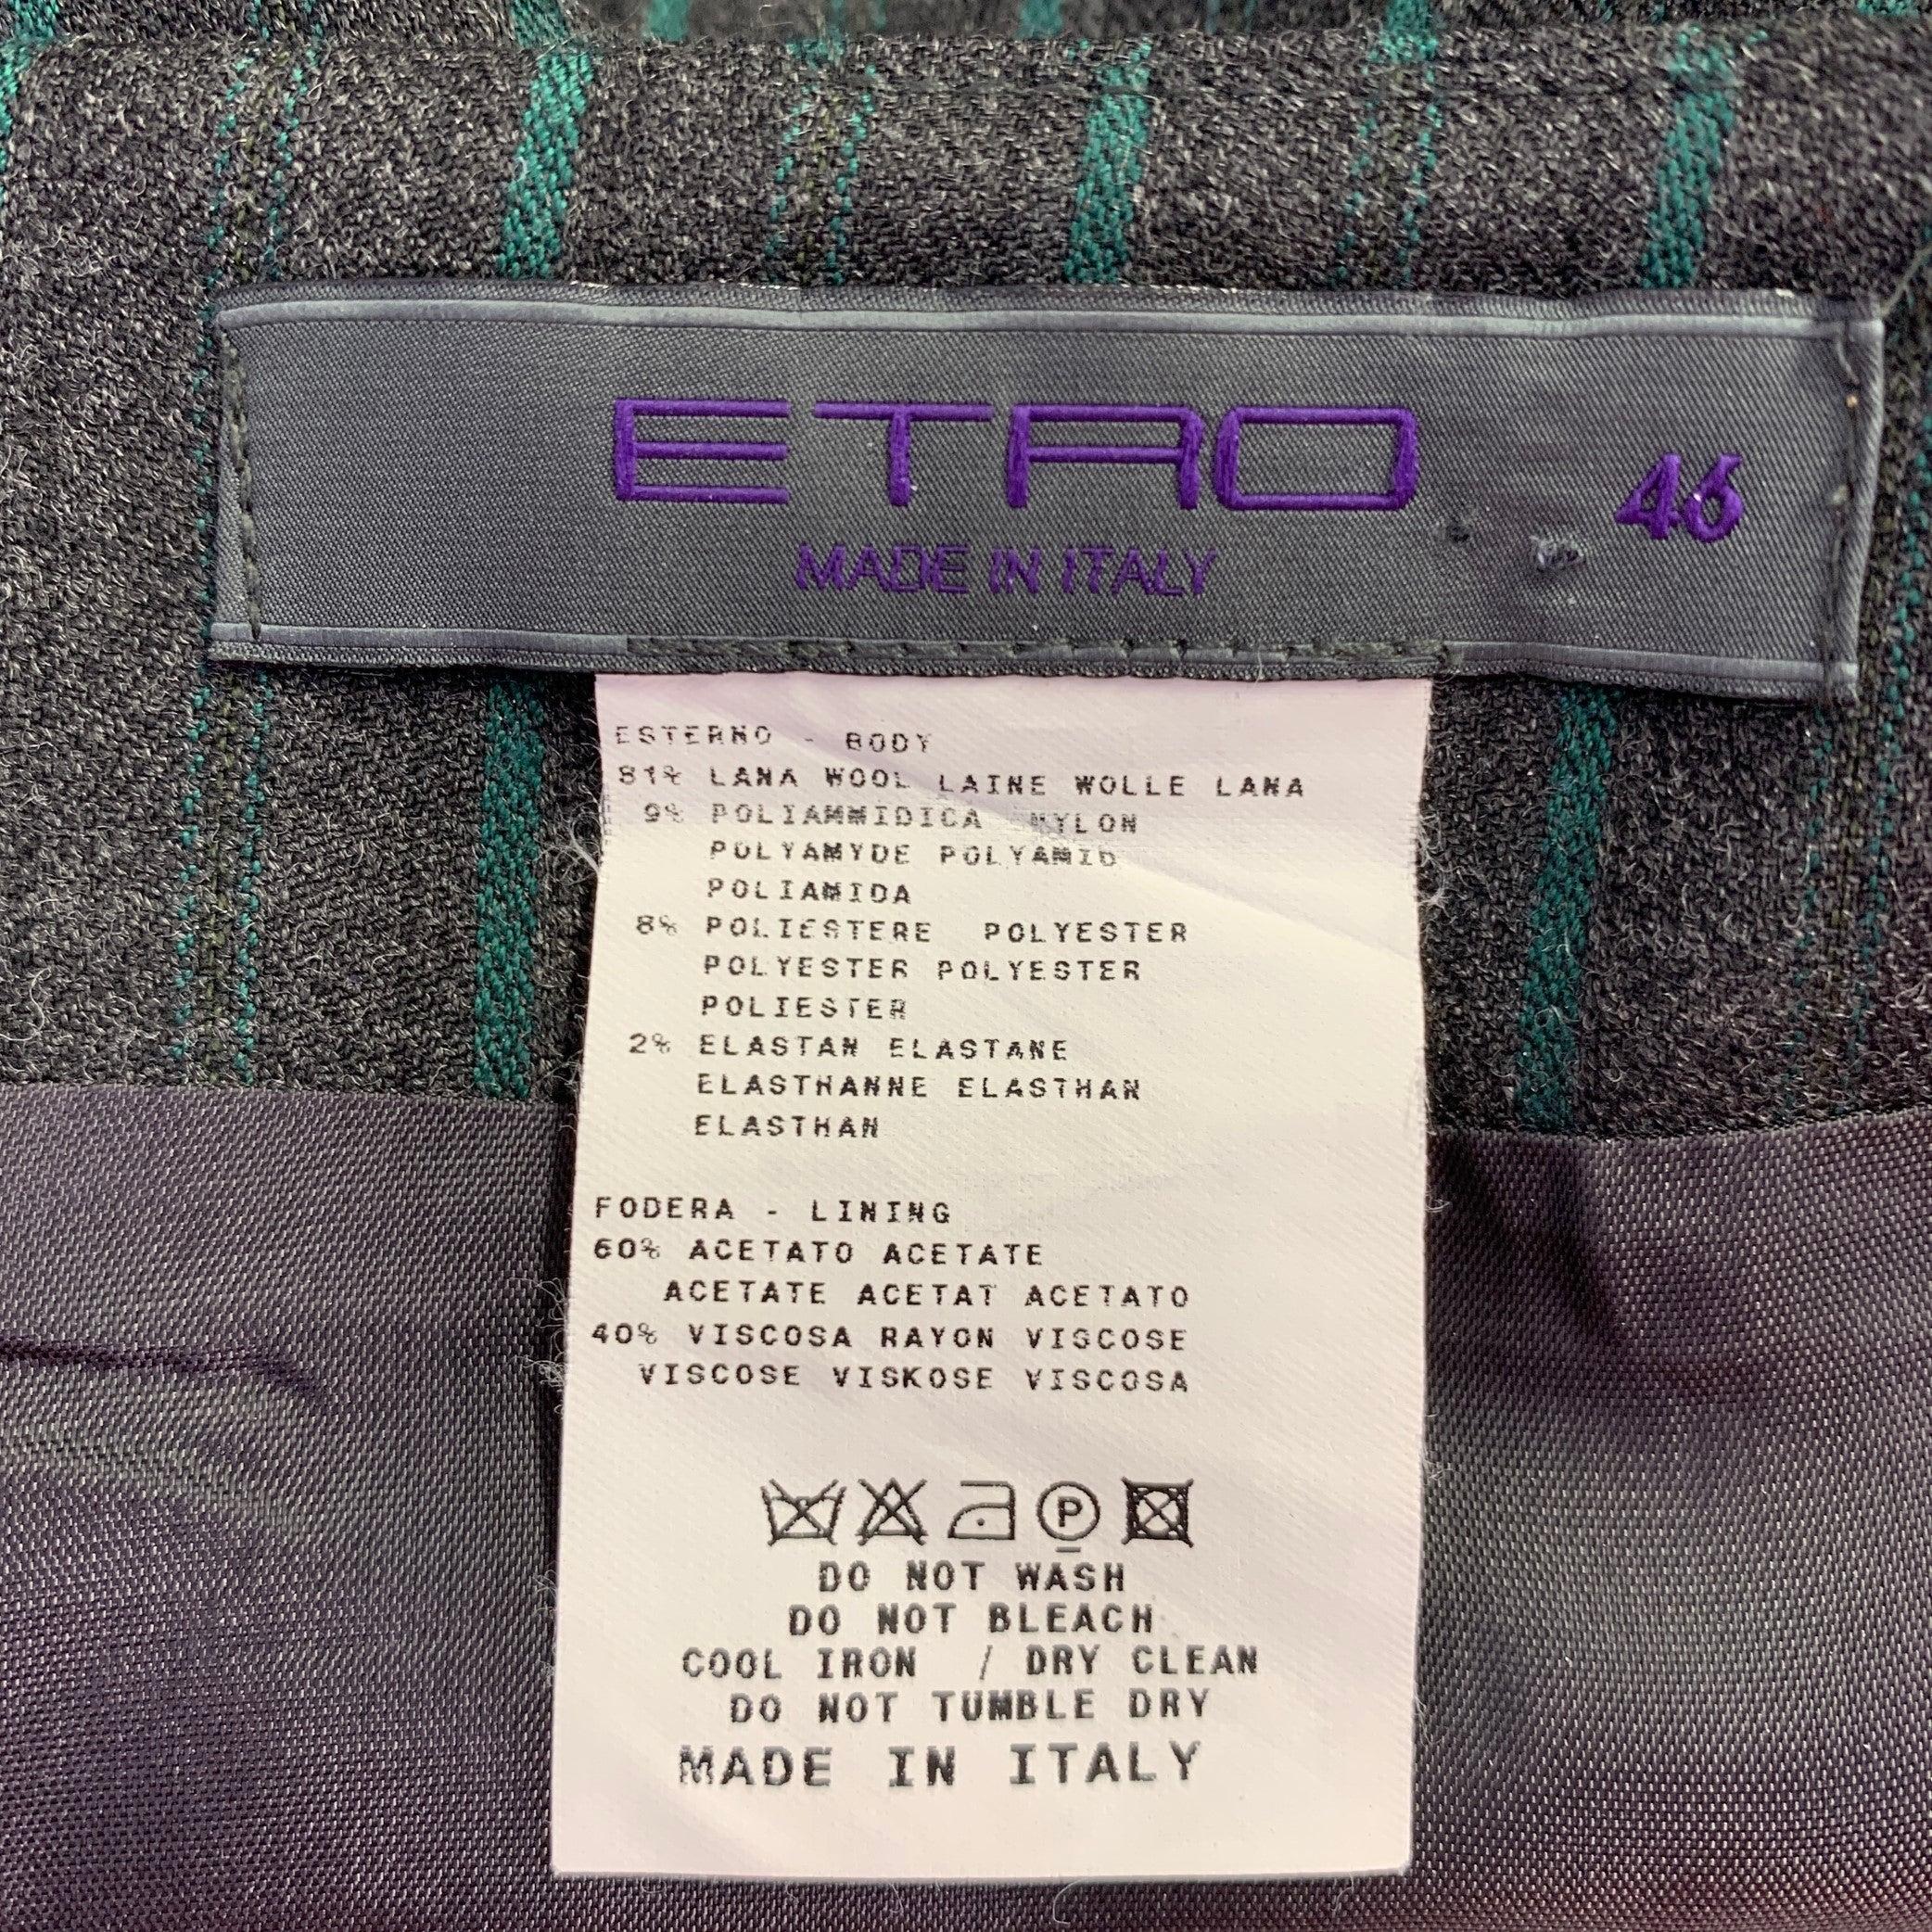 ETRO
46
MADE IN ITALY
ESTERNO - BODY
81% LANA WOOL LAINE WOLLE LANA
9% POLIAMMIDICA NYLON
POLYAMYDE POLYAMID
POLIAMIDA
8% POLIESTERE POLYESTER
POLYESTER POLYESTER
POLIESTER
2% ELASTAN ELASTANE
ELASTHANNE ELASTHAN
ELASTHAN
FODERA - LINING
60% ACETATO ACETATE
ACETATE ACETAT ACETATO
40% VISCOSA RAYON VISCOSE
VISCOSE VISKOSE VISCOSA
P
DO NOT WASH
DO NOT BLEACH
COOL IRON / DRY CLEAN
DO NOT TUMBLE DRY
MADE IN ITALY